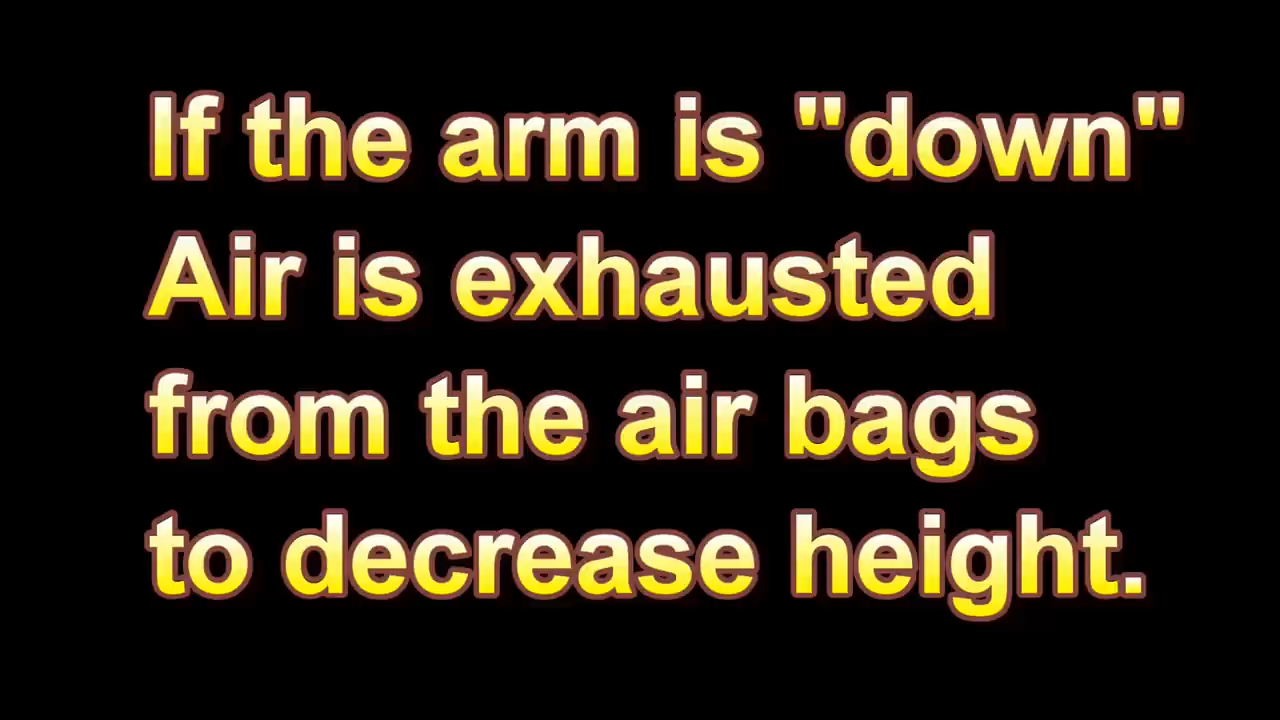 If the arm is "down"
Air is exhausted
from the air bags
to decrease height.